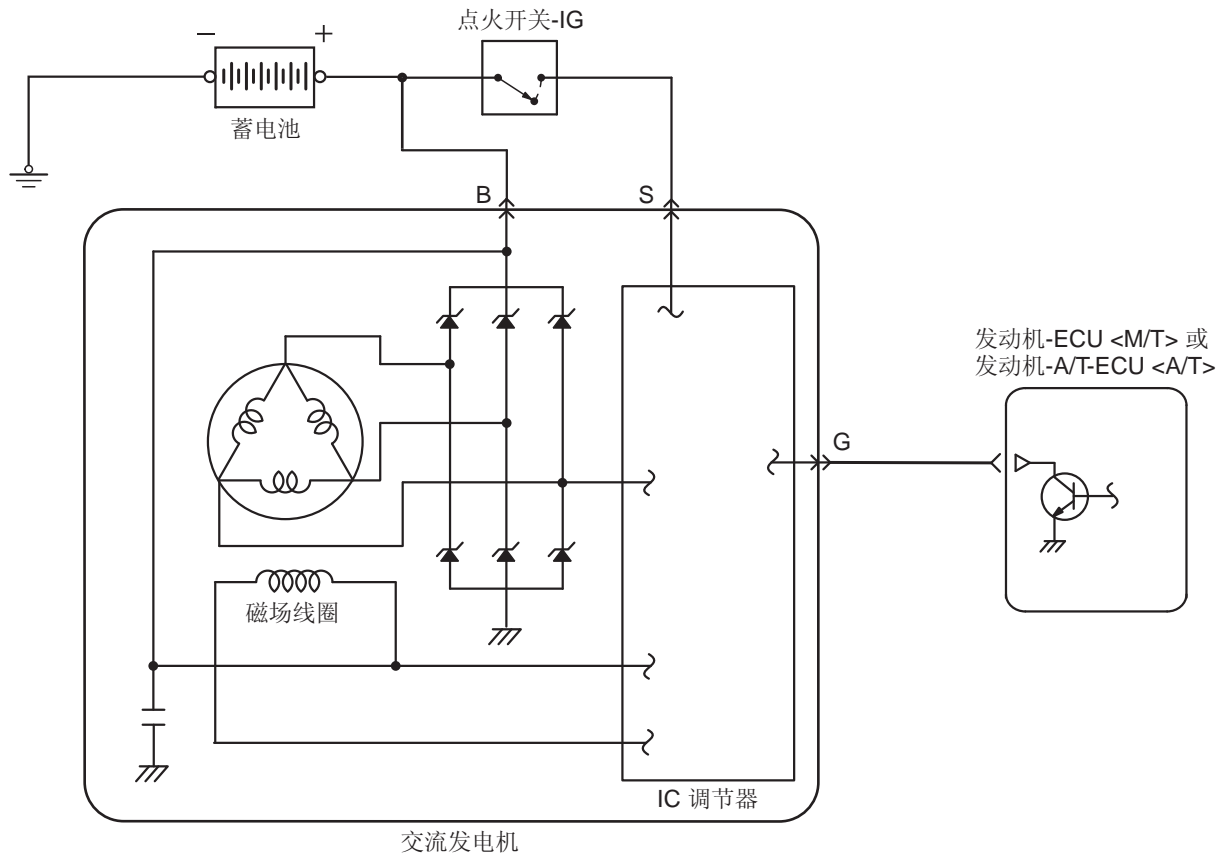 点火开关-IG
− +
蓄电池
B
S
发动机-ECU <M/T> 或
发动机-A/T-ECU <A/T>
G
磁场线圈
IC 调节器
交流发电机